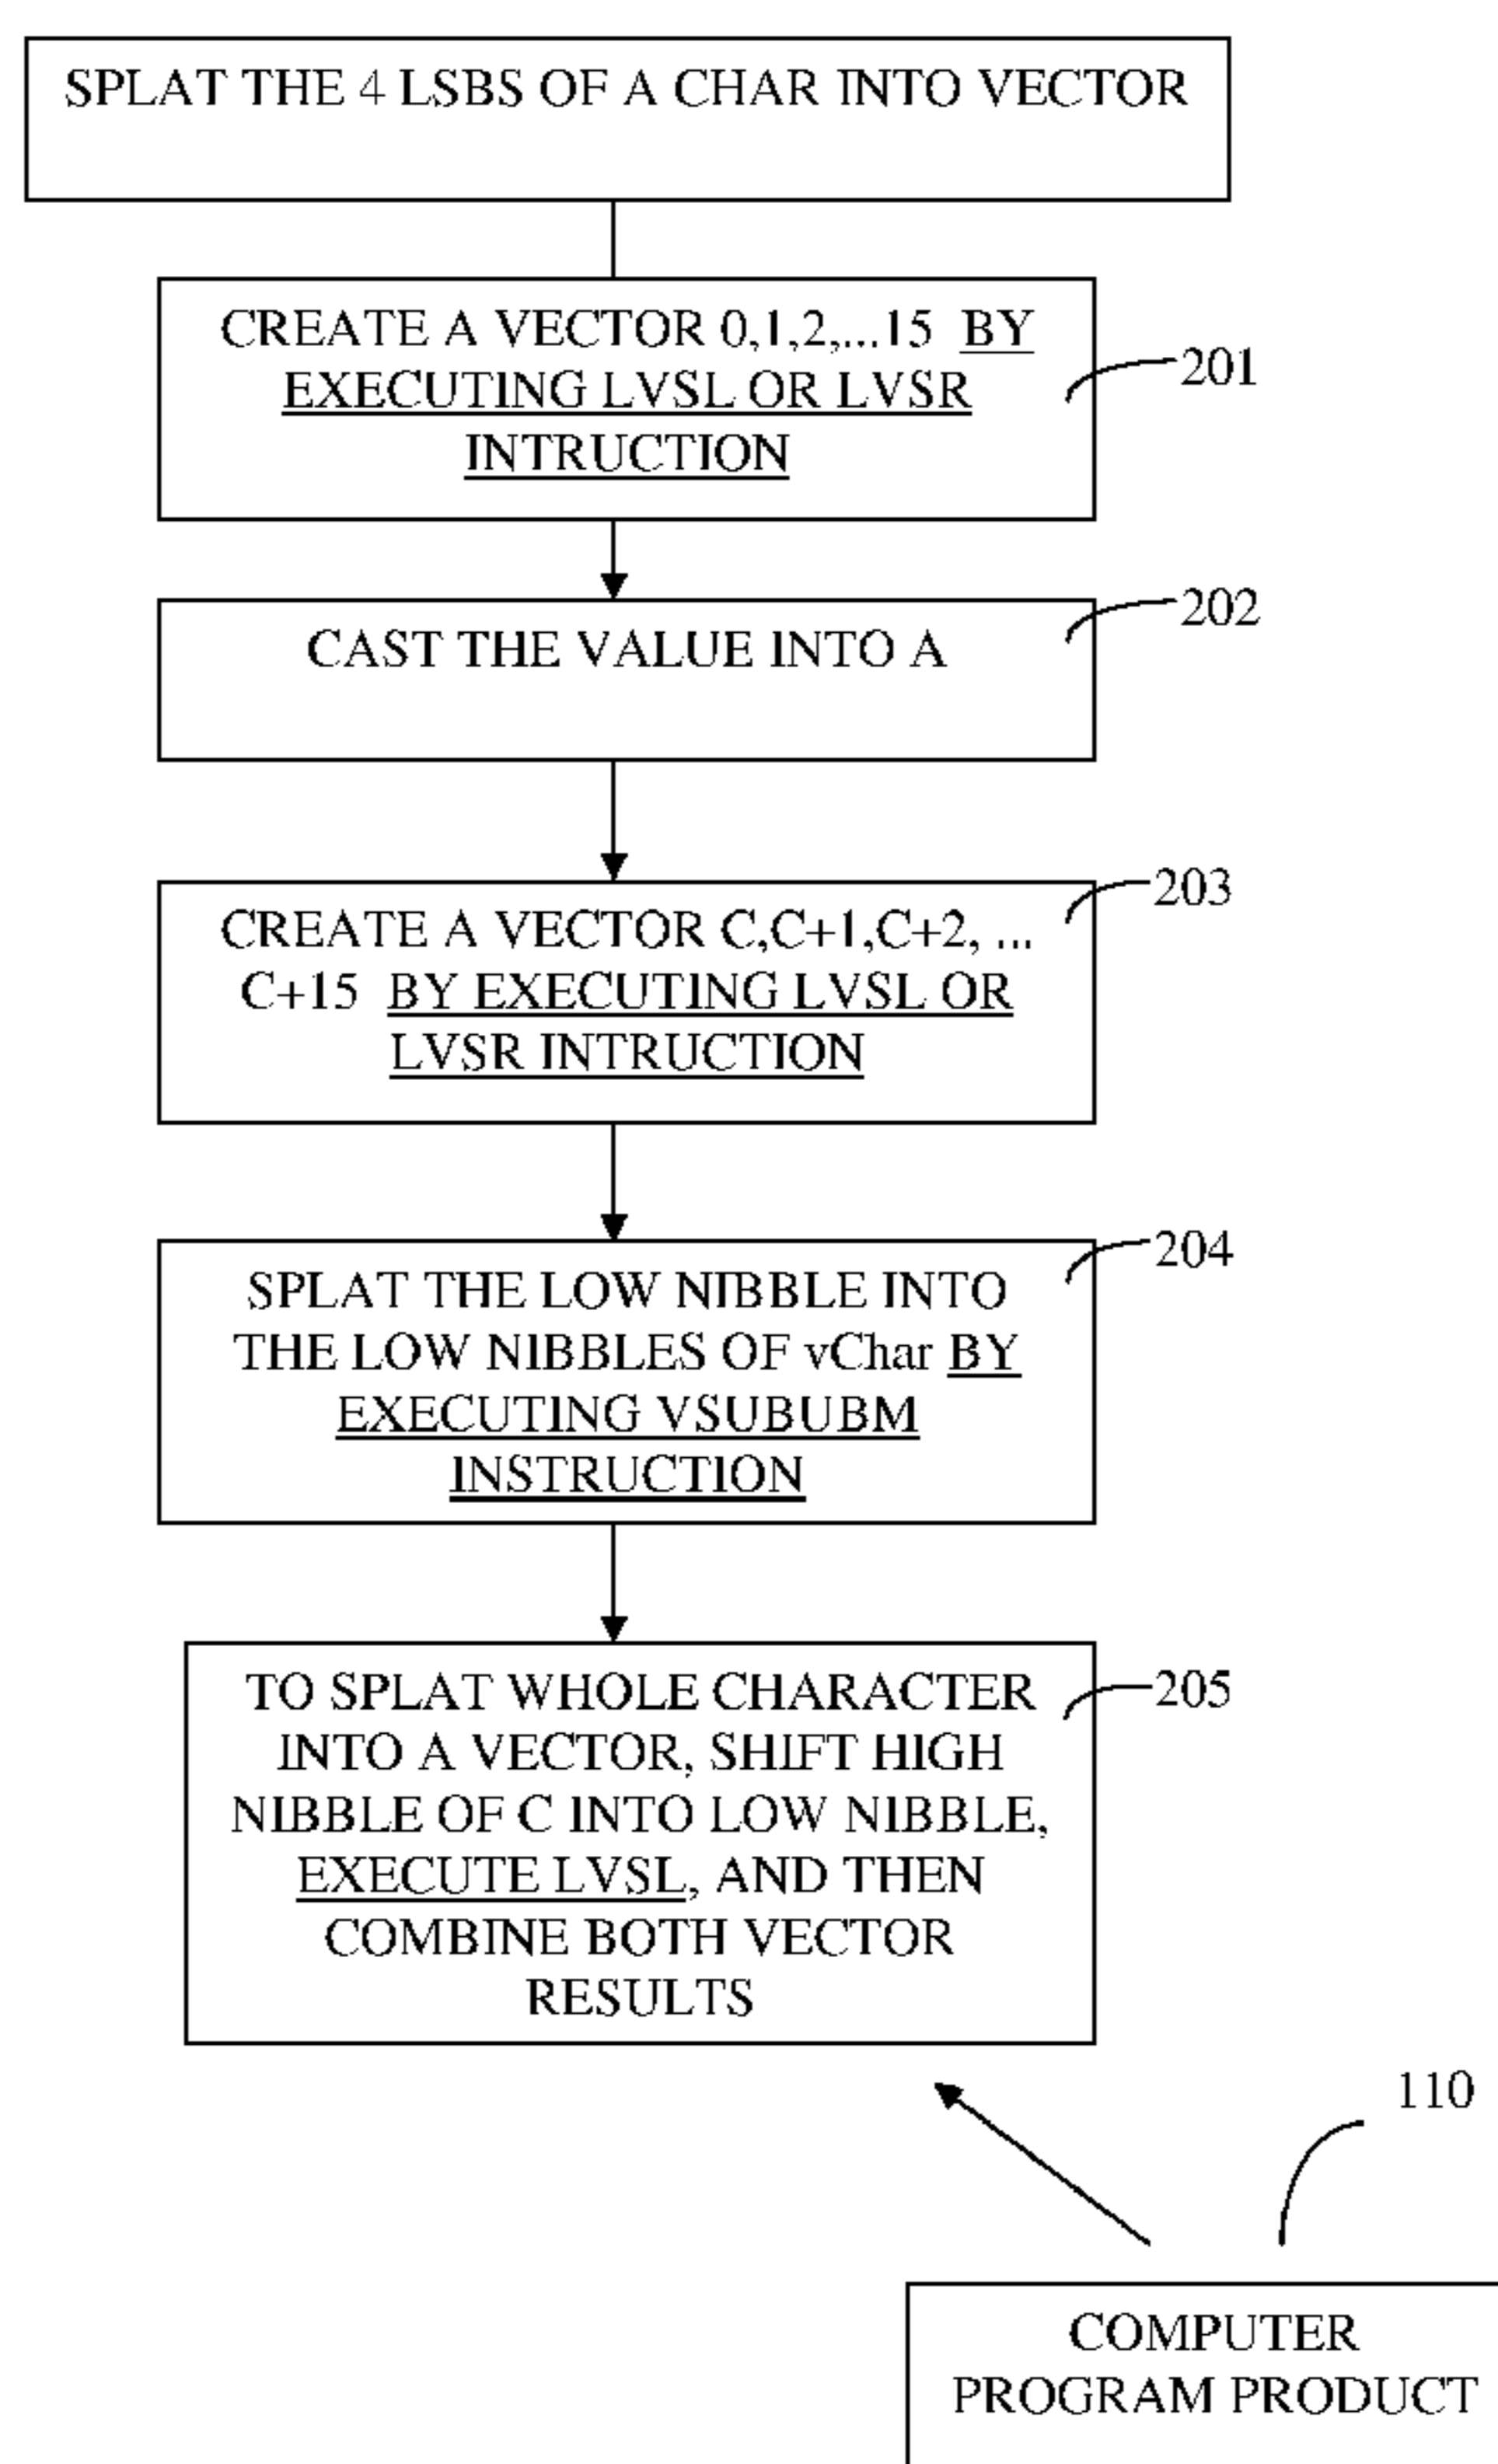 SPLAT THE 4 LSBS OF A CHAR INTO VECTOR
CREATE A VECTOR 0,1,2,...15 BY
EXECUTING LVSL OR LVSR
INTRUCTION
201
CAST THE VALUE INTO A
202
CREATE A VECTOR C,C+1,C+2, ...
C+15 BY EXECUTING LVSL OR
LVSR INTRUCTION
203
SPLAT THE LOW NIBBLE INTO
THE LOW NIBBLES OF vChar BY
EXECUTING VSUBUBM
INSTRUCTION
204
TO SPLAT WHOLE CHARACTER
INTO A VECTOR, SHIFT HIGH
NIBBLE OF C INTO LOW NIBBLE,
EXECUTE LVSL, AND THEN
COMBINE BOTH VECTOR
RESULTS
205
110
COMPUTER
PROGRAM PRODUCT